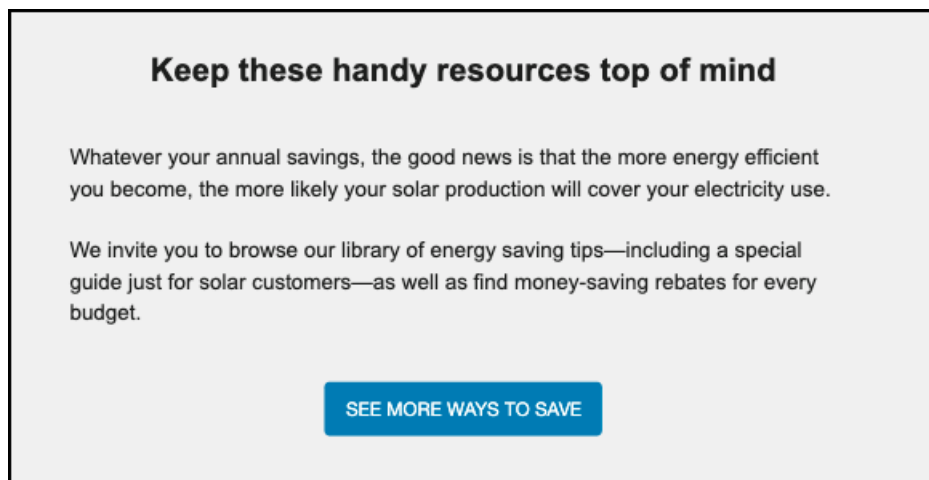 Keep these handy resources top of mind
Whatever your annual savings, the good news is that the more energy efficient
you become, the more likely your solar production will cover your electricity use.
We invite you to browse our library of energy saving tips—including a special
guide just for solar customers—as well as find money-saving rebates for every
budget.
SEE MORE WAYS TO SAVE